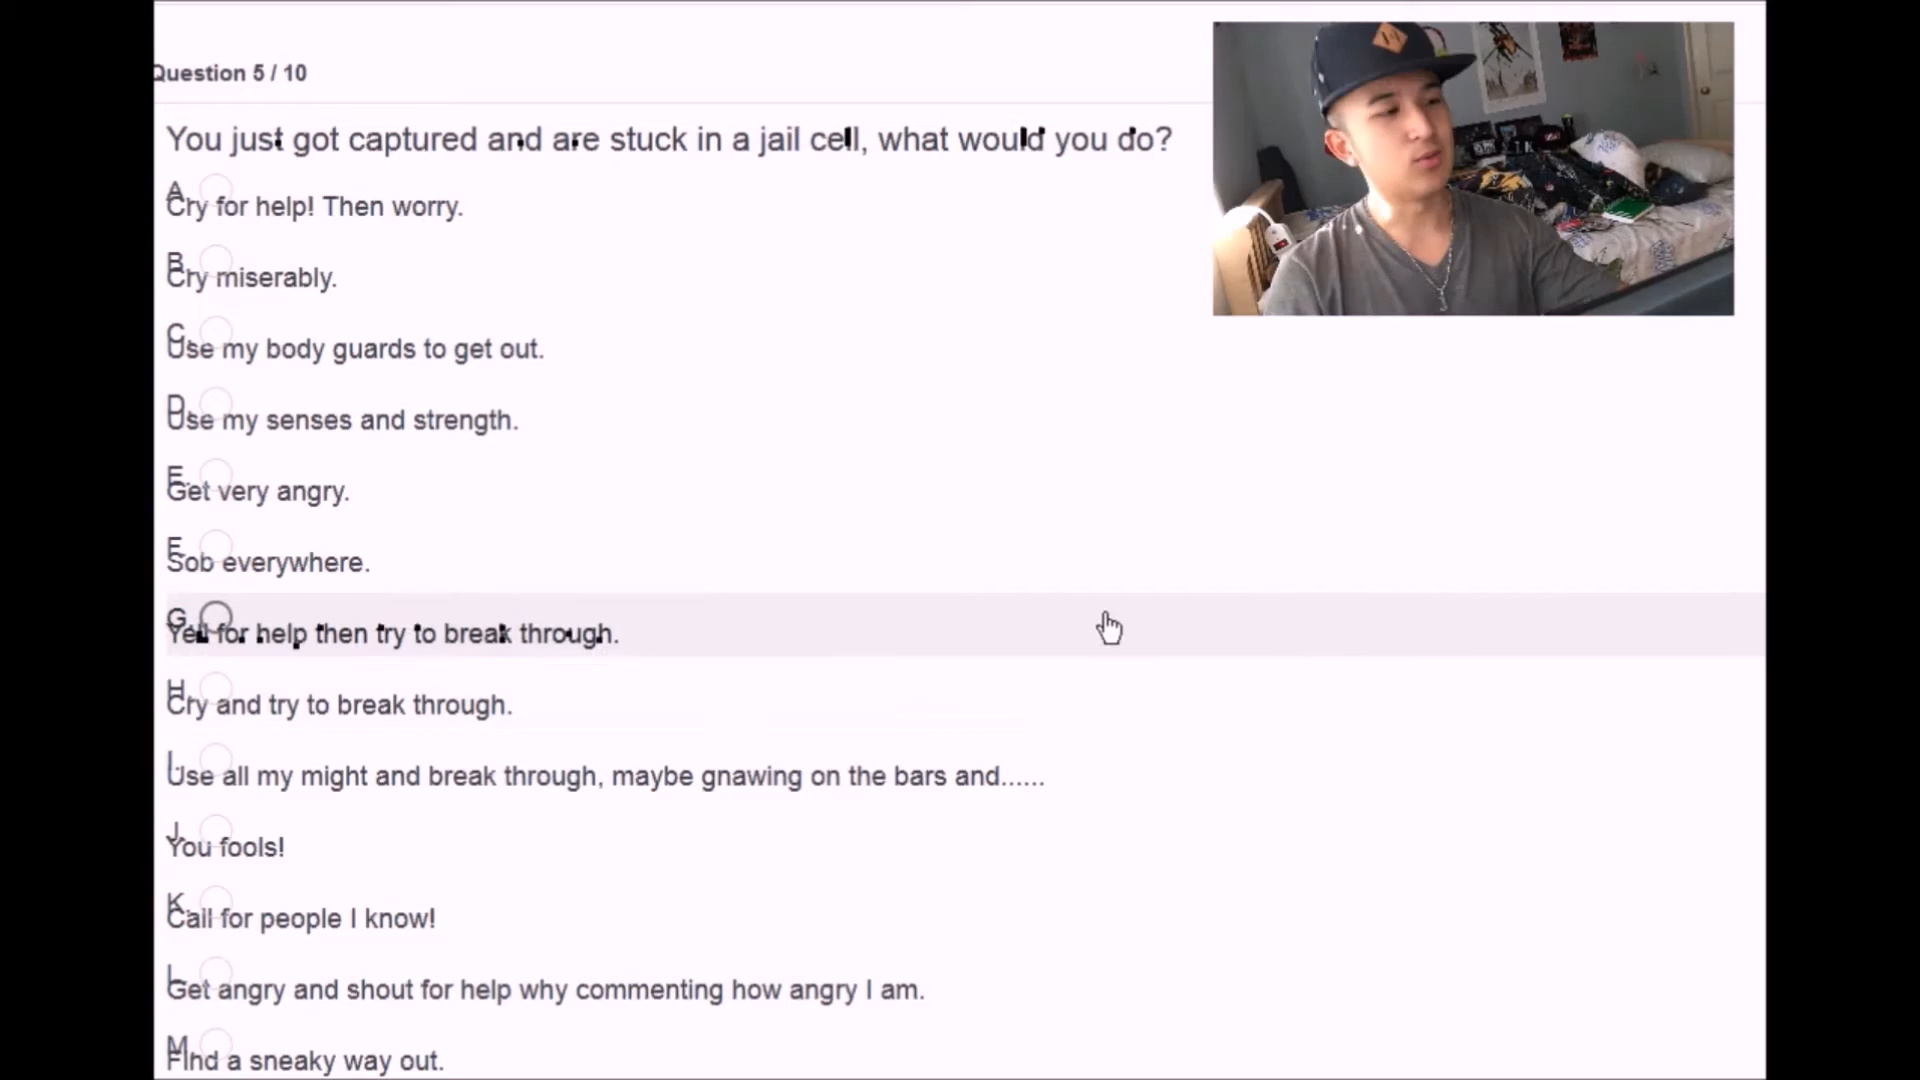 Question 5 / 10
You just got captured and are stuck in a jail cell, what would you do?
A.
Cry for help! Then worry.
B.
Cry miserably.
C.
Use my body guards to get out.
D.
Use my senses and strength.
E.
Get very angry.
F.
Sob everywhere.
G.
Yell for help then try to break through.
H.
Cry and try to break through.
I.
Use all my might and break through, maybe gnawing on the bars and......
J.
You fools!
K.
Call for people I know!
L.
Get angry and shout for help why commenting how angry I am.
M.
Find a sneaky way out.